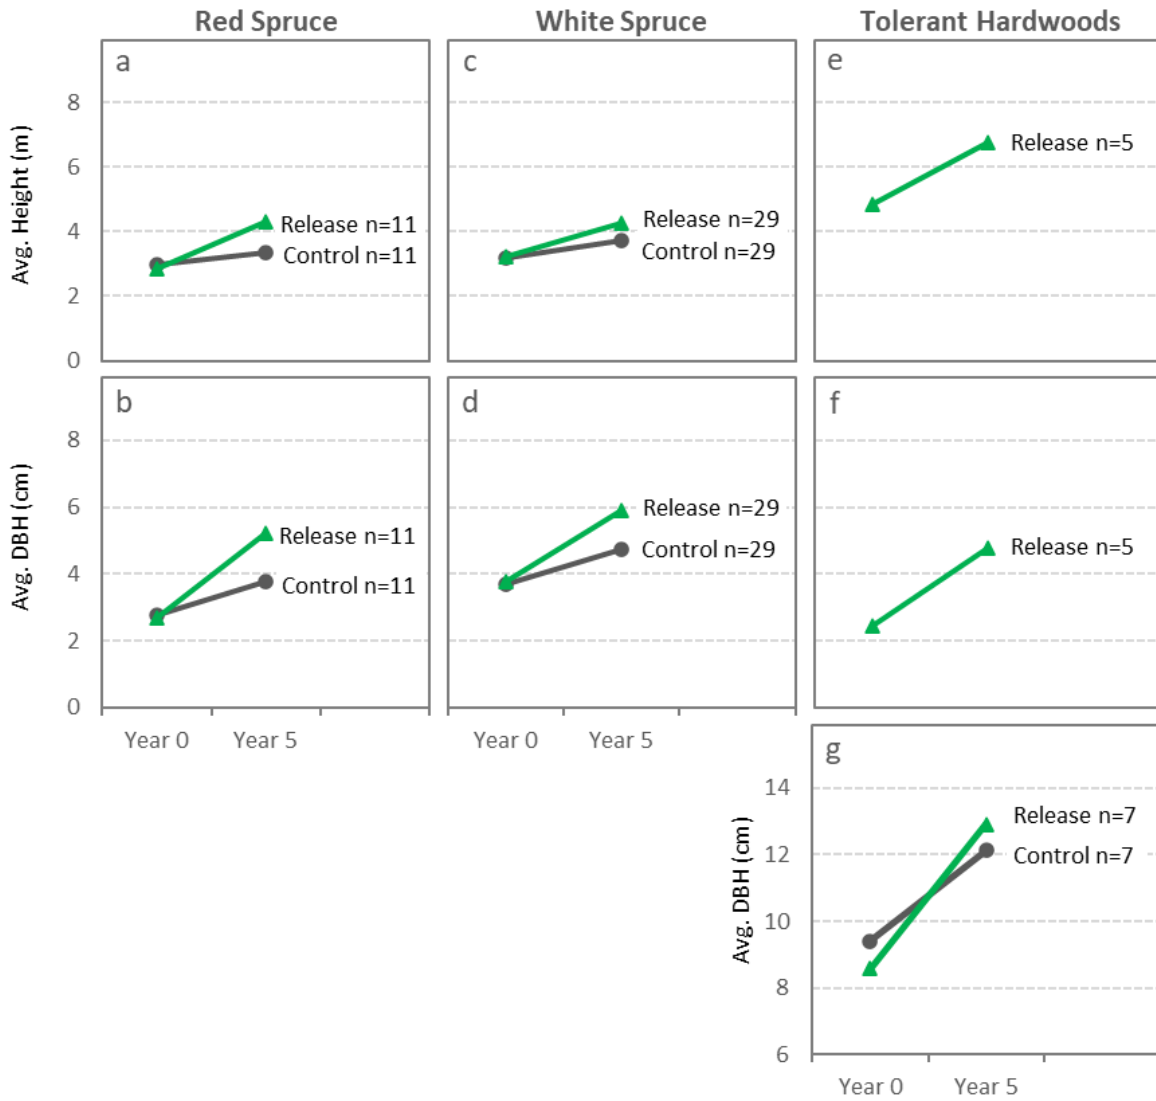 Red Spruce
White Spruce
Tolerant Hardwoods
Avg. Height (m)
8
6
4
2
0
a
Release n=11
Control n=11
c
Release n=29
Control n=29
e
Release n=5
Avg. DBH (cm)
8
6
4
2
0
b
Release n=11
Control n=11
Year 0
Year 5
d
Release n=29
Control n=29
Year 0
Year 5
f
Release n=5
Avg. DBH (cm)
14
12
10
8
6
g
Release n=7
Control n=7
Year 0
Year 5